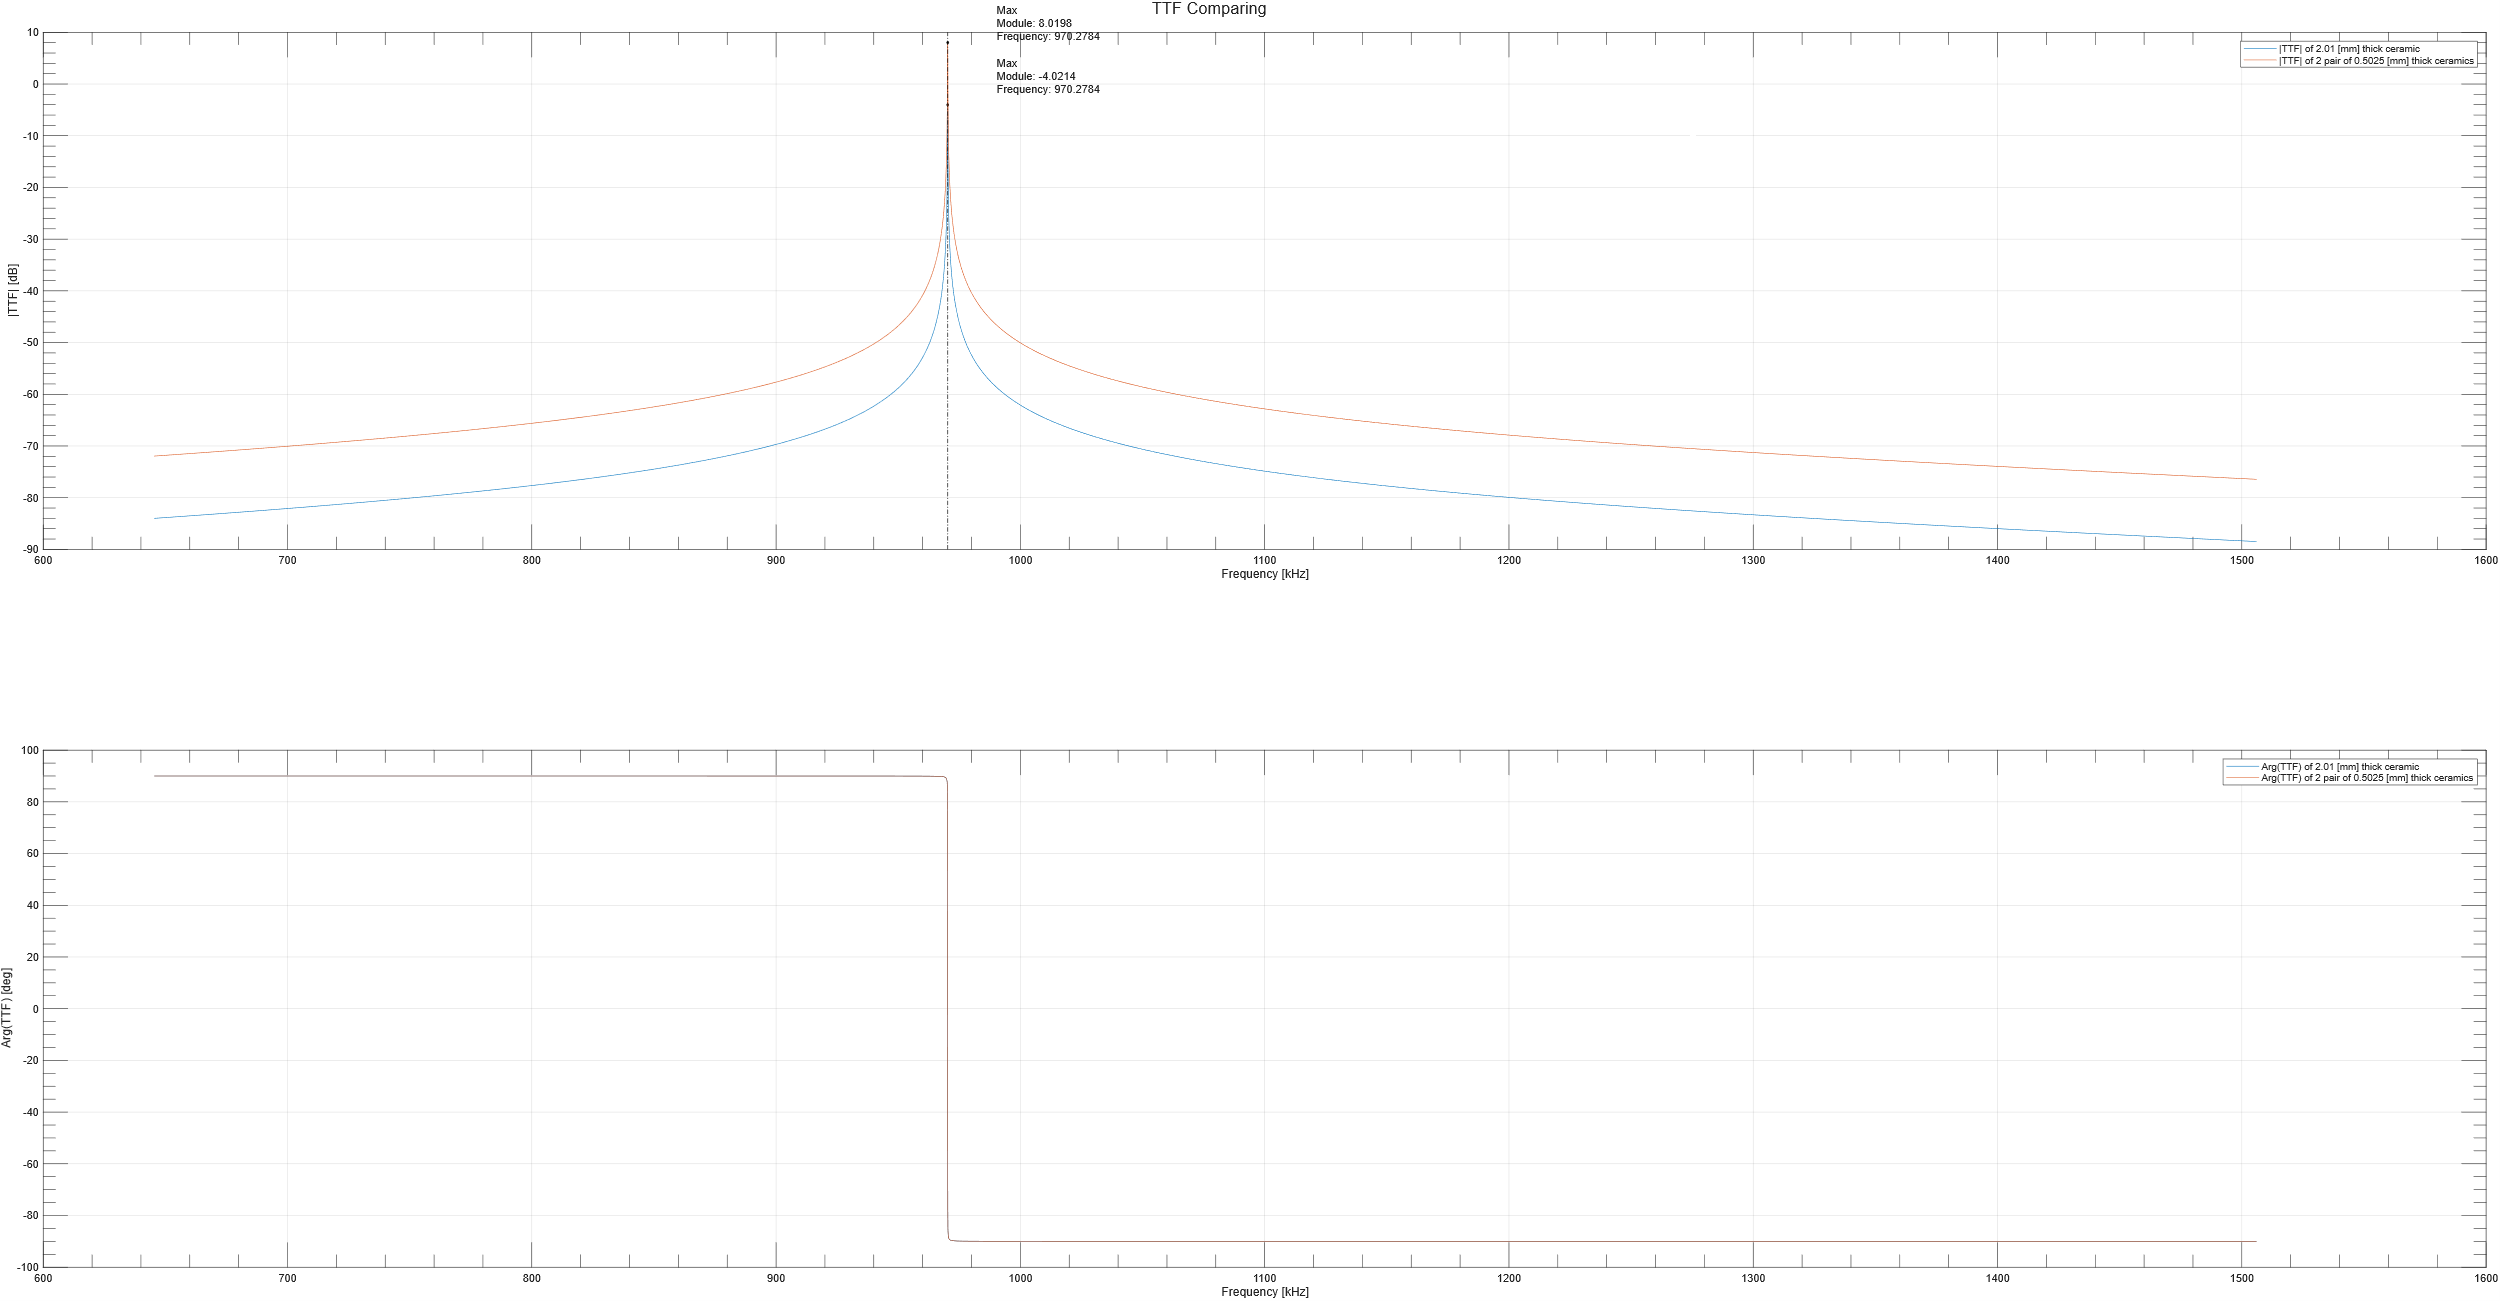 TTF Comparing
Max
Module: 8.0198
Frequency: 970.2784
Max
Module: -4.0214
Frequency: 970.2784
|TTF| of 2.01 [mm] thick ceramic
|TTF| of 2 pair of 0.5025 [mm] thick ceramics
10
0
-10
-20
-30
-40
-50
-60
-70
-80
-90
|TTF| [dB]
600 700 800 900 1000 1100 1200 1300 1400 1500 1600
Frequency [kHz]
Arg(TTF) of 2.01 [mm] thick ceramic
Arg(TTF) of 2 pair of 0.5025 [mm] thick ceramics
100
80
60
40
20
0
-20
-40
-60
-80
-100
Arg(TTF) [deg]
600 700 800 900 1000 1100 1200 1300 1400 1500 1600
Frequency [kHz]